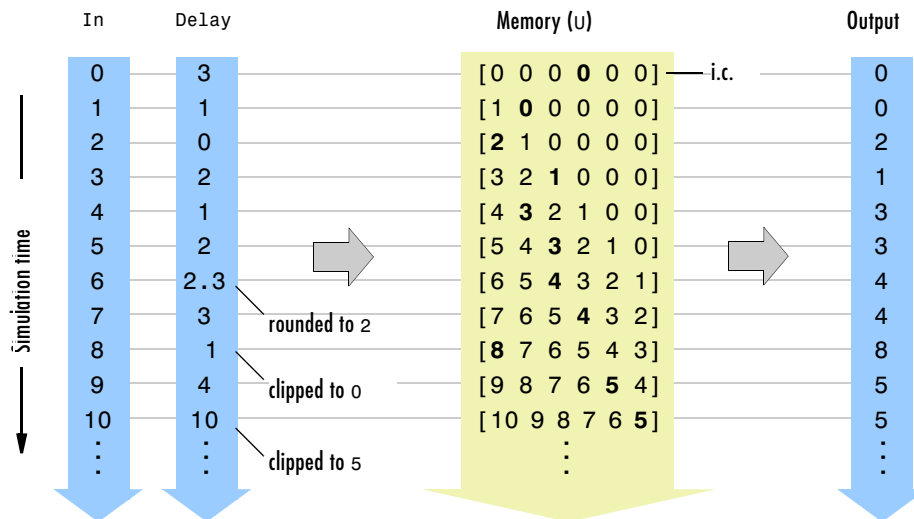 In Delay Memory (U) Output
0 3 [0 0 0 0 0 0] i.c. 0
1 1 [1 0 0 0 0 0] 0
2 0 [2 1 0 0 0 0] 2
3 2 [3 2 1 0 0 0] 1
4 1 [4 3 2 1 0 0] 3
5 2 [5 4 3 2 1 0] 3
6 2.3 [6 5 4 3 2 1] 4
rounded to 2
7 3 [7 6 5 4 3 2] 4
8 1 [8 7 6 5 4 3] 8
clipped to 0
9 4 [9 8 7 6 5 4] 5
10 10 [10 9 8 7 6 5] 5
clipped to 5
Simulation time